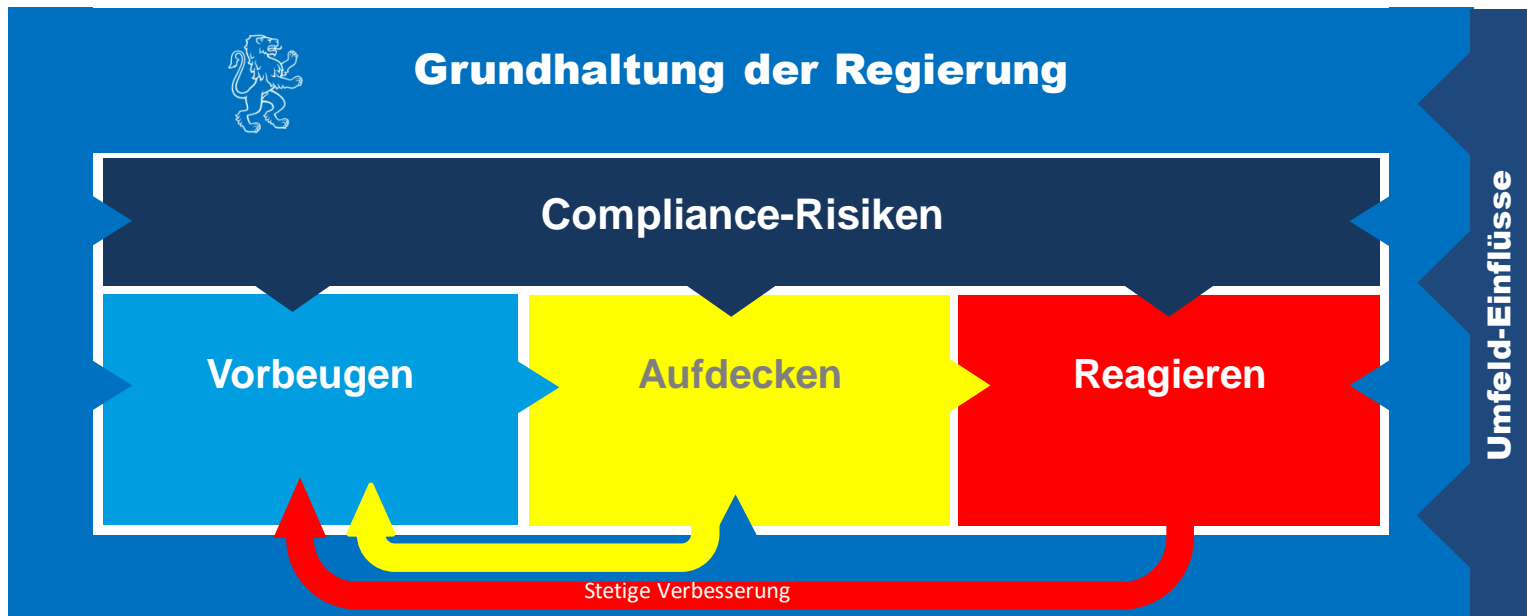 Grundhaltung der Regierung
Compliance-Risiken
Vorbeugen
Aufdecken
Reagieren
Stetige Verbesserung
Umfeld-Einflüsse